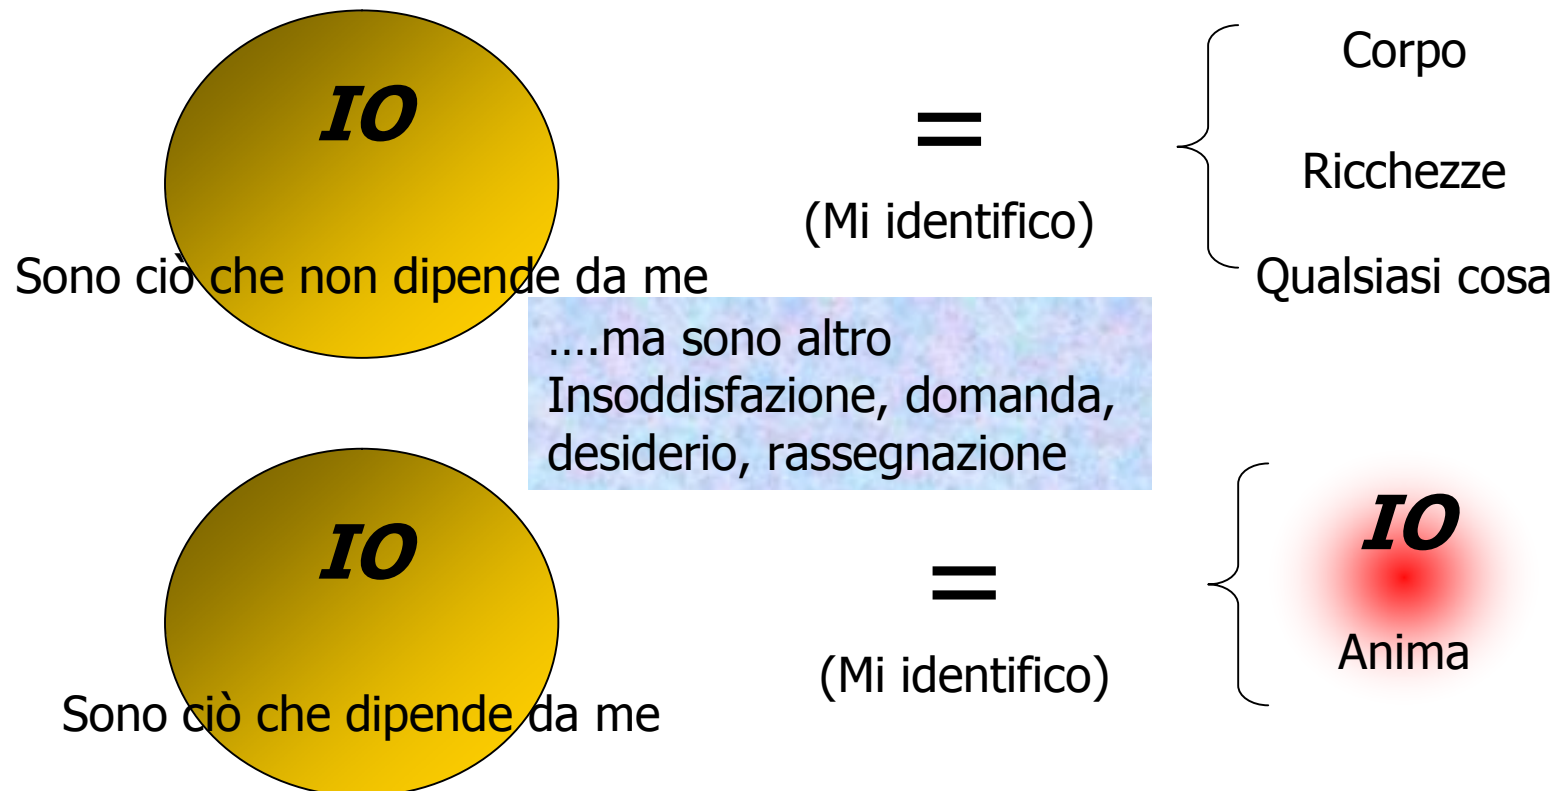 IO
=
(Mi identifico)
Corpo
Ricchezze
Qualsiasi cosa
Sono ciò che non dipende da me
….ma sono altro
Insoddisfazione, domanda,
desiderio, rassegnazione
IO
=
(Mi identifico)
IO
Anima
Sono ciò che dipende da me